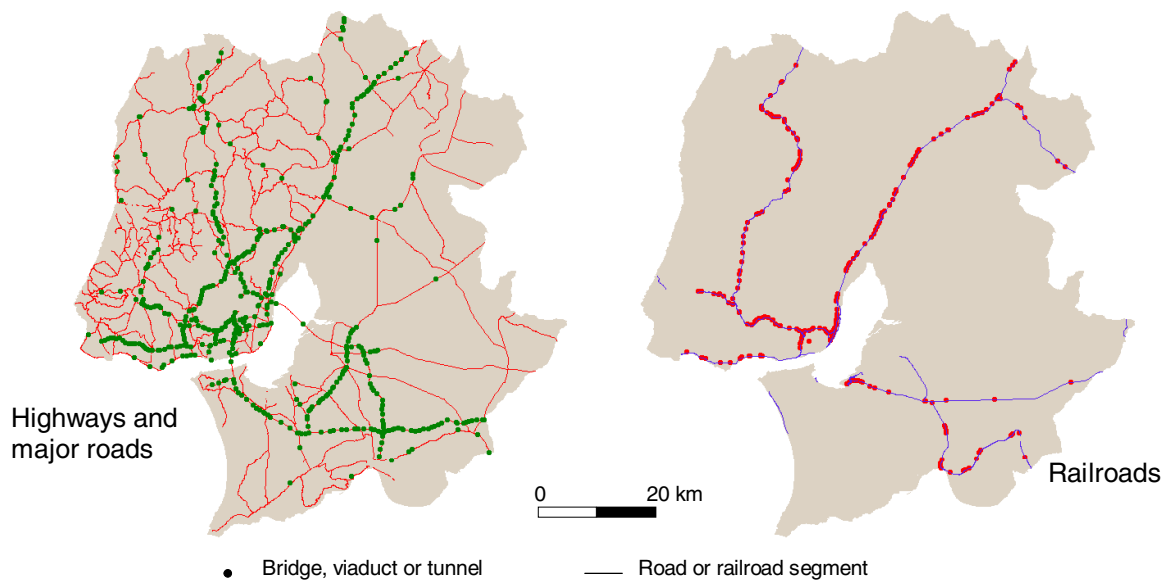 Highways and
major roads
0
20 km
Railroads
Bridge, viaduct or tunnel
Road or railroad segment